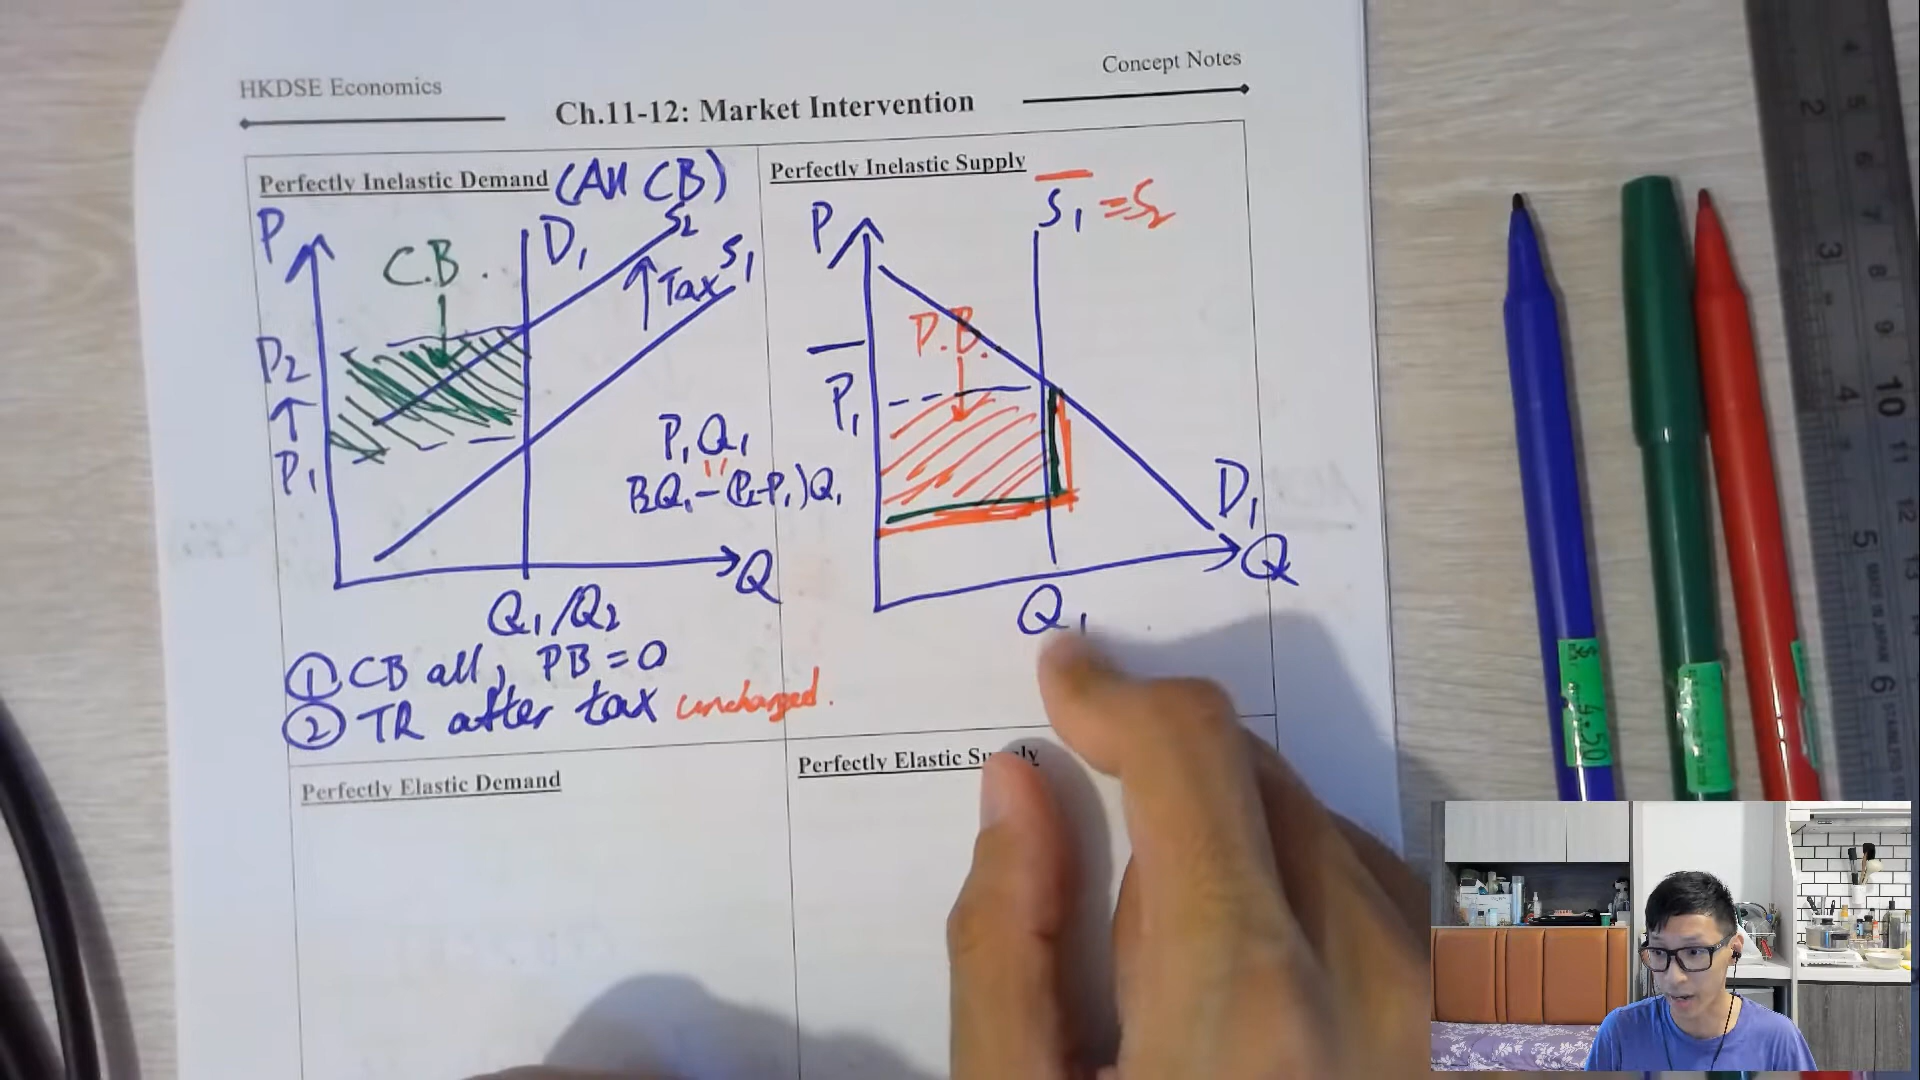 HKDSE Economics
Concept Notes
Ch.11-12: Market Intervention
Perfectly Inelastic Demand (All CB)
P
C.B.
D1
S2
Tax
S1
P2
↑
P1
P1Q1
"
P2Q1-(P2-P1)Q1
Q
Q1/Q2
① CB all, PB=0
② TR after tax unchanged.
Perfectly Inelastic Supply
P
S1=S2
P.B.
P1
D1
Q
Q1
Perfectly Elastic Demand
Perfectly Elastic
4.50